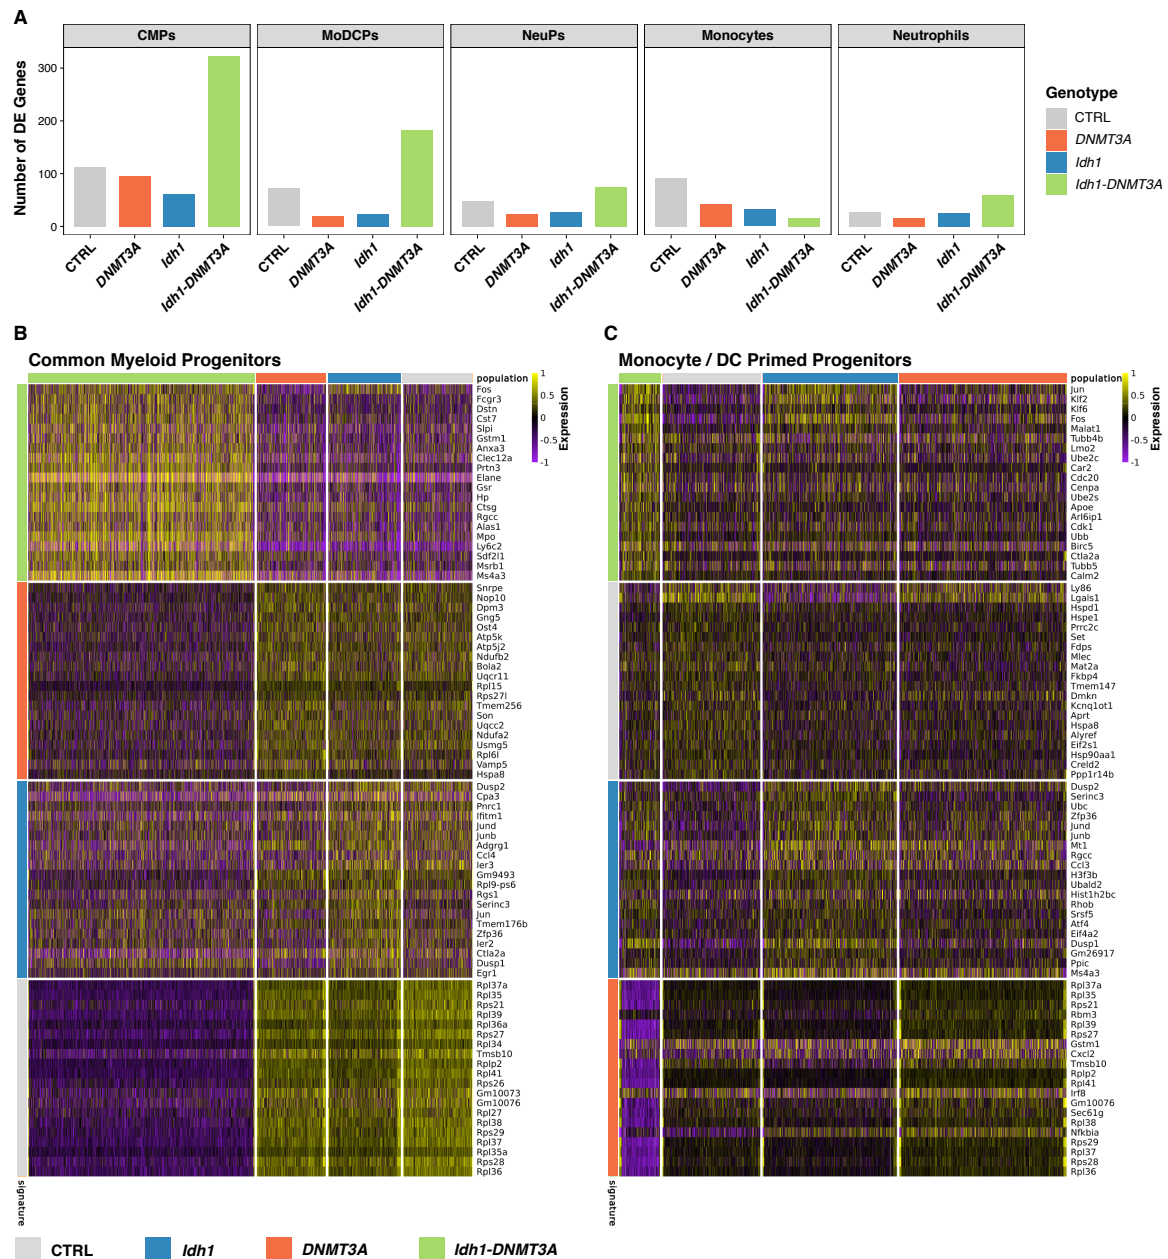 A
CMPs
MoDCPs
NeuPs
Monocytes
Neutrophils
Number of DE Genes
300
200
100
0
CTRL
DNMT3A
Idh1
Idh1-DNMT3A
CTRL
DNMT3A
Idh1
Idh1-DNMT3A
CTRL
DNMT3A
Idh1
Idh1-DNMT3A
CTRL
DNMT3A
Idh1
Idh1-DNMT3A
CTRL
DNMT3A
Idh1
Idh1-DNMT3A
Genotype
CTRL
DNMT3A
Idh1
Idh1-DNMT3A
B
Common Myeloid Progenitors
population
Fos
Fcgr3
Dstn
Cst7
Slpi
Gstm1
Anxa3
Clec12a
Prtn3
Elane
Gsr
Hp
Ctsg
Rgcc
Alas1
Mpo
Ly6c2
Sdf2l1
Msrb1
Ms4a3
Snrpe
Nop10
Dpm3
Gng5
Ost4
Atp5k
Atp5j2
Ndufb2
Bola2
Uqcr11
Rpl15
Rps27l
Tmem256
Son
Uqcc2
Ndufa2
Usmg5
Rpl6l
Vamp5
Hspa8
Dusp2
Cpa3
Pnrc1
Ifitm1
Jund
Junb
Adgrg1
Ccl4
Ier3
Gm9493
Rpl9-ps6
Rgs1
Serinc3
Jun
Tmem176b
Zfp36
Ier2
Ctla2a
Dusp1
Egr1
Rpl37a
Rpl35
Rps21
Rpl39
Rpl36a
Rps27
Rpl34
Tmsb10
Rplp2
Rpl41
Rps26
Gm10073
Gm10076
Rpl27
Rpl38
Rps29
Rpl37
Rpl35a
Rps28
Rpl36
signature
1
0.5
0
-0.5
-1
Expression
C
Monocyte / DC Primed Progenitors
population
Jun
Klf2
Klf6
Fos
Malat1
Tubb4b
Lmo2
Ube2c
Car2
Cdc20
Cenpa
Ube2s
Apoe
Arl6ip1
Cdk1
Ubb
Birc5
Ctla2a
Tubb5
Calm2
Ly86
Lgals1
Hspd1
Hspe1
Prrc2c
Set
Fdps
Mlec
Mat2a
Fkbp4
Tmem147
Dmkn
Kcnq1ot1
Aprt
Hspa8
Alyref
Eif2s1
Hsp90aa1
Creld2
Ppp1r14b
Dusp2
Serinc3
Ubc
Zfp36
Jund
Junb
Mt1
Rgcc
Ccl3
H3f3b
Ubald2
Hist1h2bc
Rhob
Srsf5
Atf4
Eif4a2
Dusp1
Gm26917
Ppic
Ms4a3
Rpl37a
Rpl35
Rps21
Rbm3
Rpl39
Rps27
Gstm1
Cxcl2
Tmsb10
Rplp2
Rpl41
Irf8
Gm10076
Sec61g
Rpl38
Nfkbia
Rps29
Rpl37
Rps28
Rpl36
signature
1
0.5
0
-0.5
-1
Expression
CTRL
Idh1
DNMT3A
Idh1-DNMT3A